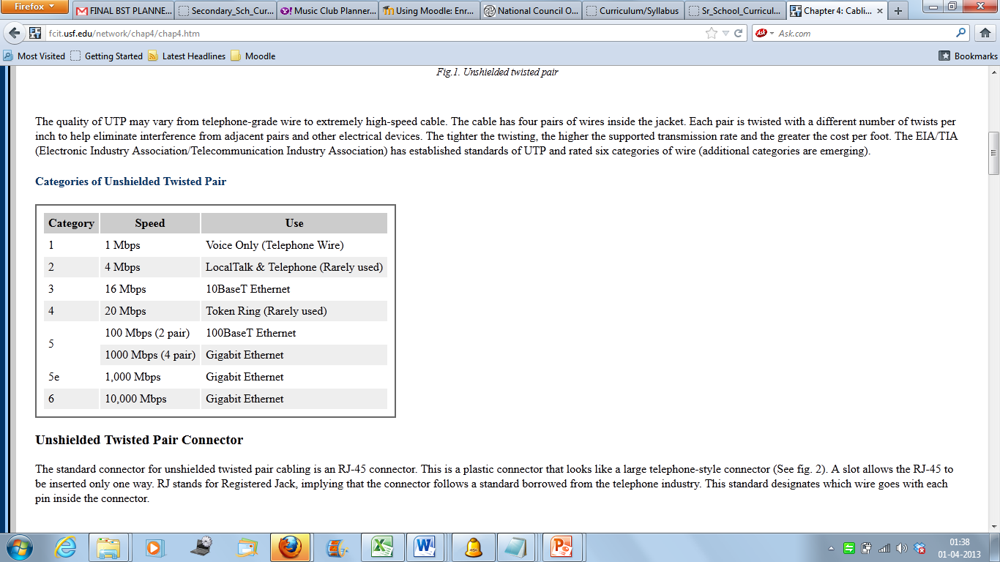 Firefox
FINAL BST PLANNE...
Secondary_Sch_Cur...
Music Club Planner...
Using Moodle: Enr...
National Council O...
Curriculum/Syllabus
Sr_School_Curricul...
Chapter 4: Cabli...
fcit.usf.edu/network/chap4/chap4.htm
Ask Ask.com
Most Visited Getting Started Latest Headlines Moodle Bookmarks
Fig.1. Unshielded twisted pair
The quality of UTP may vary from telephone-grade wire to extremely high-speed cable. The cable has four pairs of wires inside the jacket. Each pair is twisted with a different number of twists per
inch to help eliminate interference from adjacent pairs and other electrical devices. The tighter the twisting, the higher the supported transmission rate and the greater the cost per foot. The EIA/TIA
(Electronic Industry Association/Telecommunication Industry Association) has established standards of UTP and rated six categories of wire (additional categories are emerging).
Categories of Unshielded Twisted Pair
Category Speed Use
1 1 Mbps Voice Only (Telephone Wire)
2 4 Mbps LocalTalk & Telephone (Rarely used)
3 16 Mbps 10BaseT Ethernet
4 20 Mbps Token Ring (Rarely used)
5 100 Mbps (2 pair) 100BaseT Ethernet
1000 Mbps (4 pair) Gigabit Ethernet
5e 1,000 Mbps Gigabit Ethernet
6 10,000 Mbps Gigabit Ethernet
Unshielded Twisted Pair Connector
The standard connector for unshielded twisted pair cabling is an RJ-45 connector. This is a plastic connector that looks like a large telephone-style connector (See fig. 2). A slot allows the RJ-45 to
be inserted only one way. RJ stands for Registered Jack, implying that the connector follows a standard borrowed from the telephone industry. This standard designates which wire goes with each
pin inside the connector.
01:38
01-04-2013